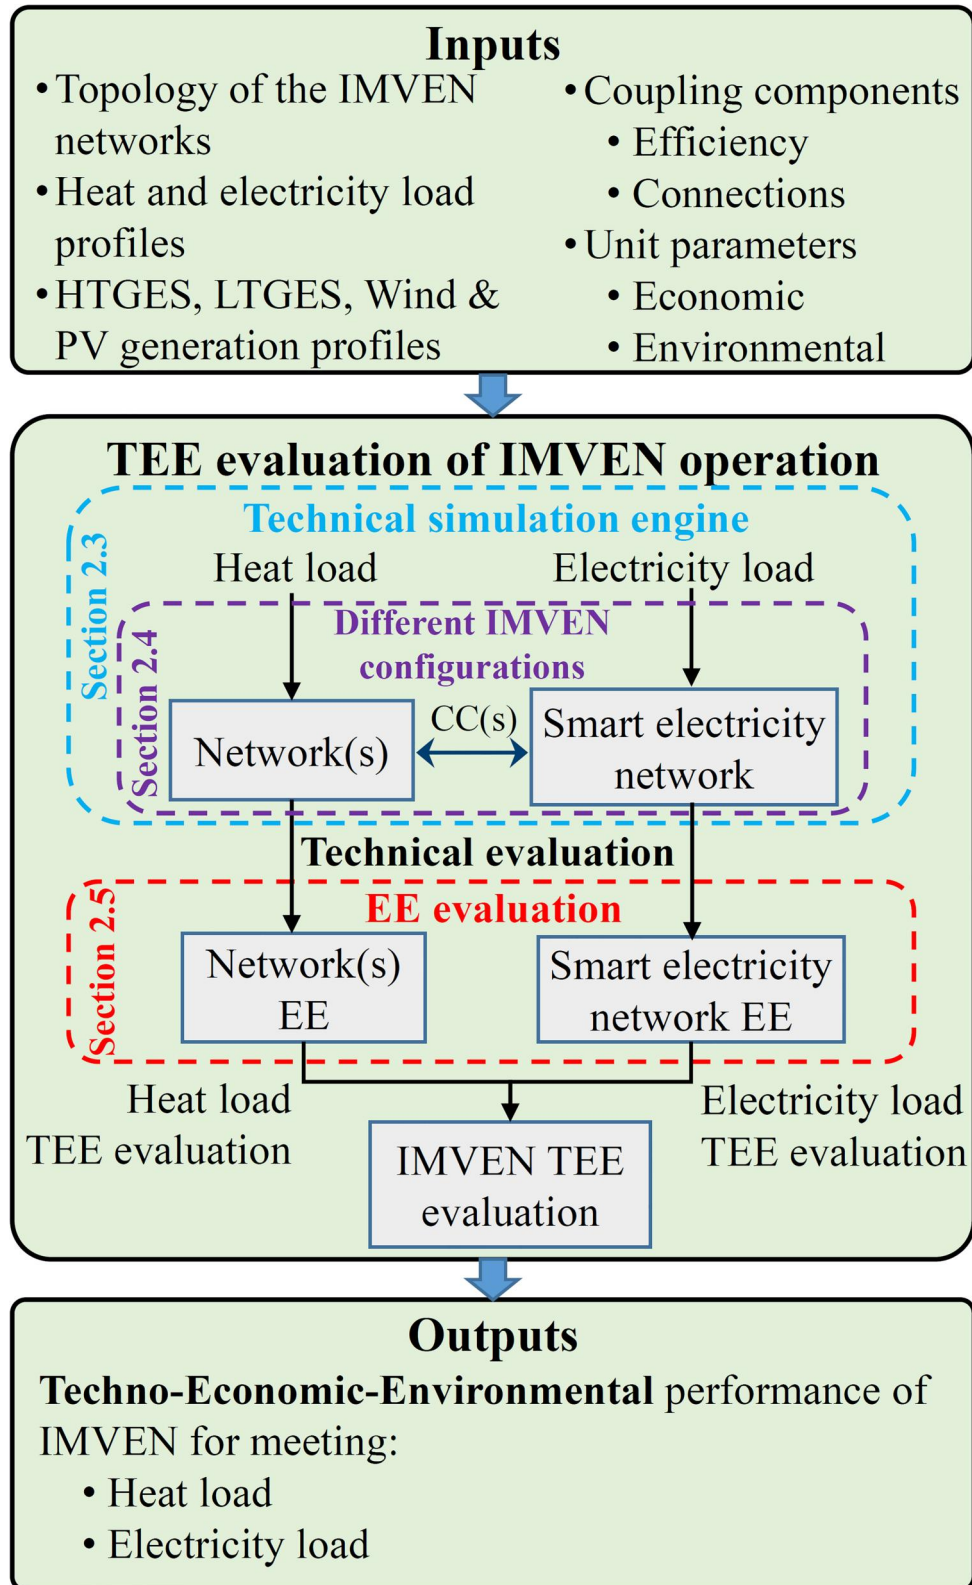 Inputs
• Topology of the IMVEN
networks
• Heat and electricity load
profiles
• HTGES, LTGES, Wind &
PV generation profiles
• Coupling components
• Efficiency
• Connections
• Unit parameters
• Economic
• Environmental
TEE evaluation of IMVEN operation
Technical simulation engine
Section 2.3
Heat load
Electricity load
Different IMVEN
configurations
Section 2.4
Network(s)
CC(s)
Smart electricity
network
Technical evaluation
EE evaluation
Section 2.5
Network(s)
EE
Smart electricity
network EE
Heat load
TEE evaluation
Electricity load
TEE evaluation
IMVEN TEE
evaluation
Outputs
Techno-Economic-Environmental performance of
IMVEN for meeting:
• Heat load
• Electricity load